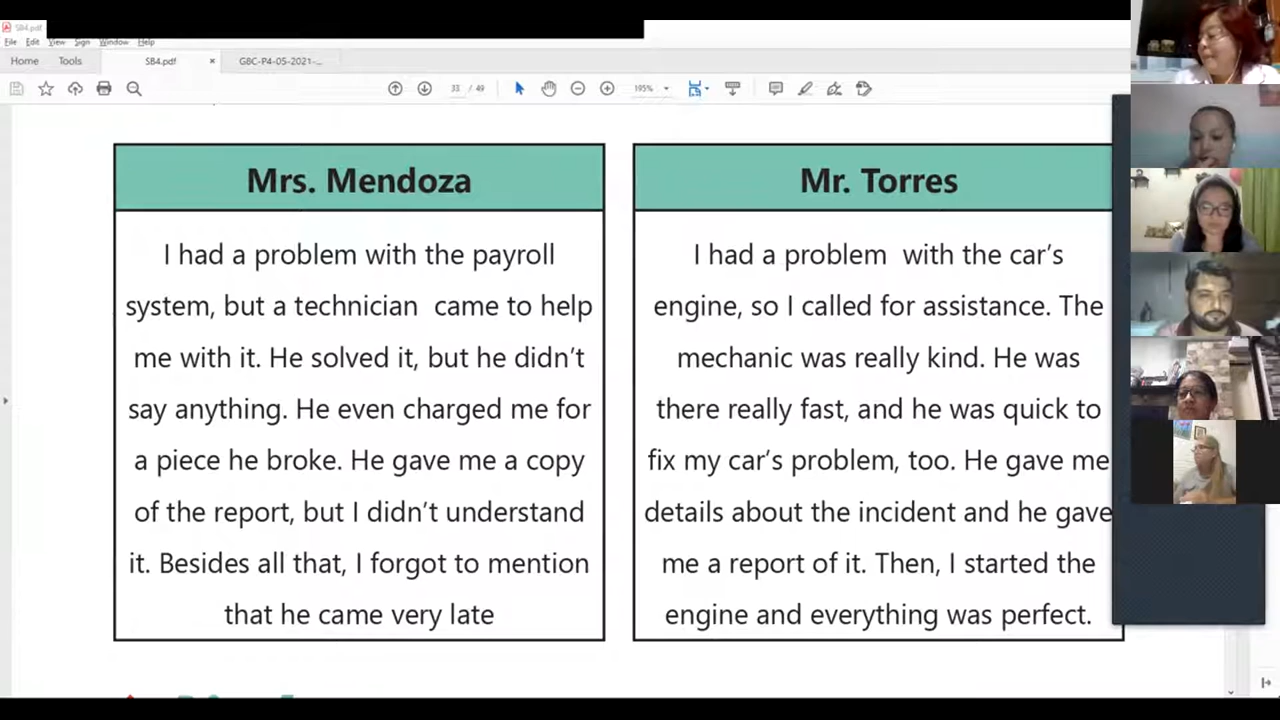 SB4.pdf
File Edit View Sign Window Help
Home Tools SB4.pdf × GBC-P4-05-2021-...
33 / 49 195%
Mrs. Mendoza
I had a problem with the payroll
system, but a technician came to help
me with it. He solved it, but he didn't
say anything. He even charged me for
a piece he broke. He gave me a copy
of the report, but I didn't understand
it. Besides all that, I forgot to mention
that he came very late
Mr. Torres
I had a problem with the car's
engine, so I called for assistance. The
mechanic was really kind. He was
there really fast, and he was quick to
fix my car's problem, too. He gave me
details about the incident and he gave
me a report of it. Then, I started the
engine and everything was perfect.